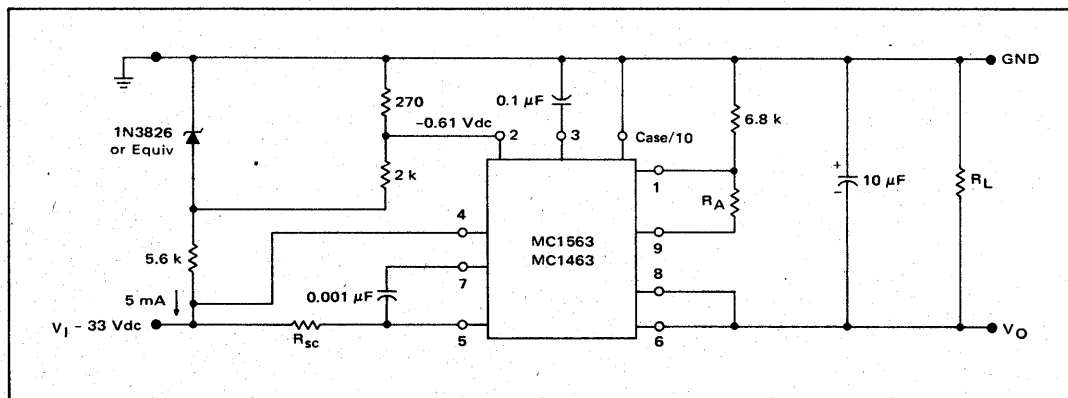 GND
270
0.1 µF
6.8 k
1N3826
or Equiv
–0.61 Vdc
2
3
Case/10
2 k
1
+
10 µF
–
RL
RA
4
MC1563
MC1463
9
5.6 k
7
8
5 mA
0.001 µF
VI – 33 Vdc
Rsc
5
6
VO